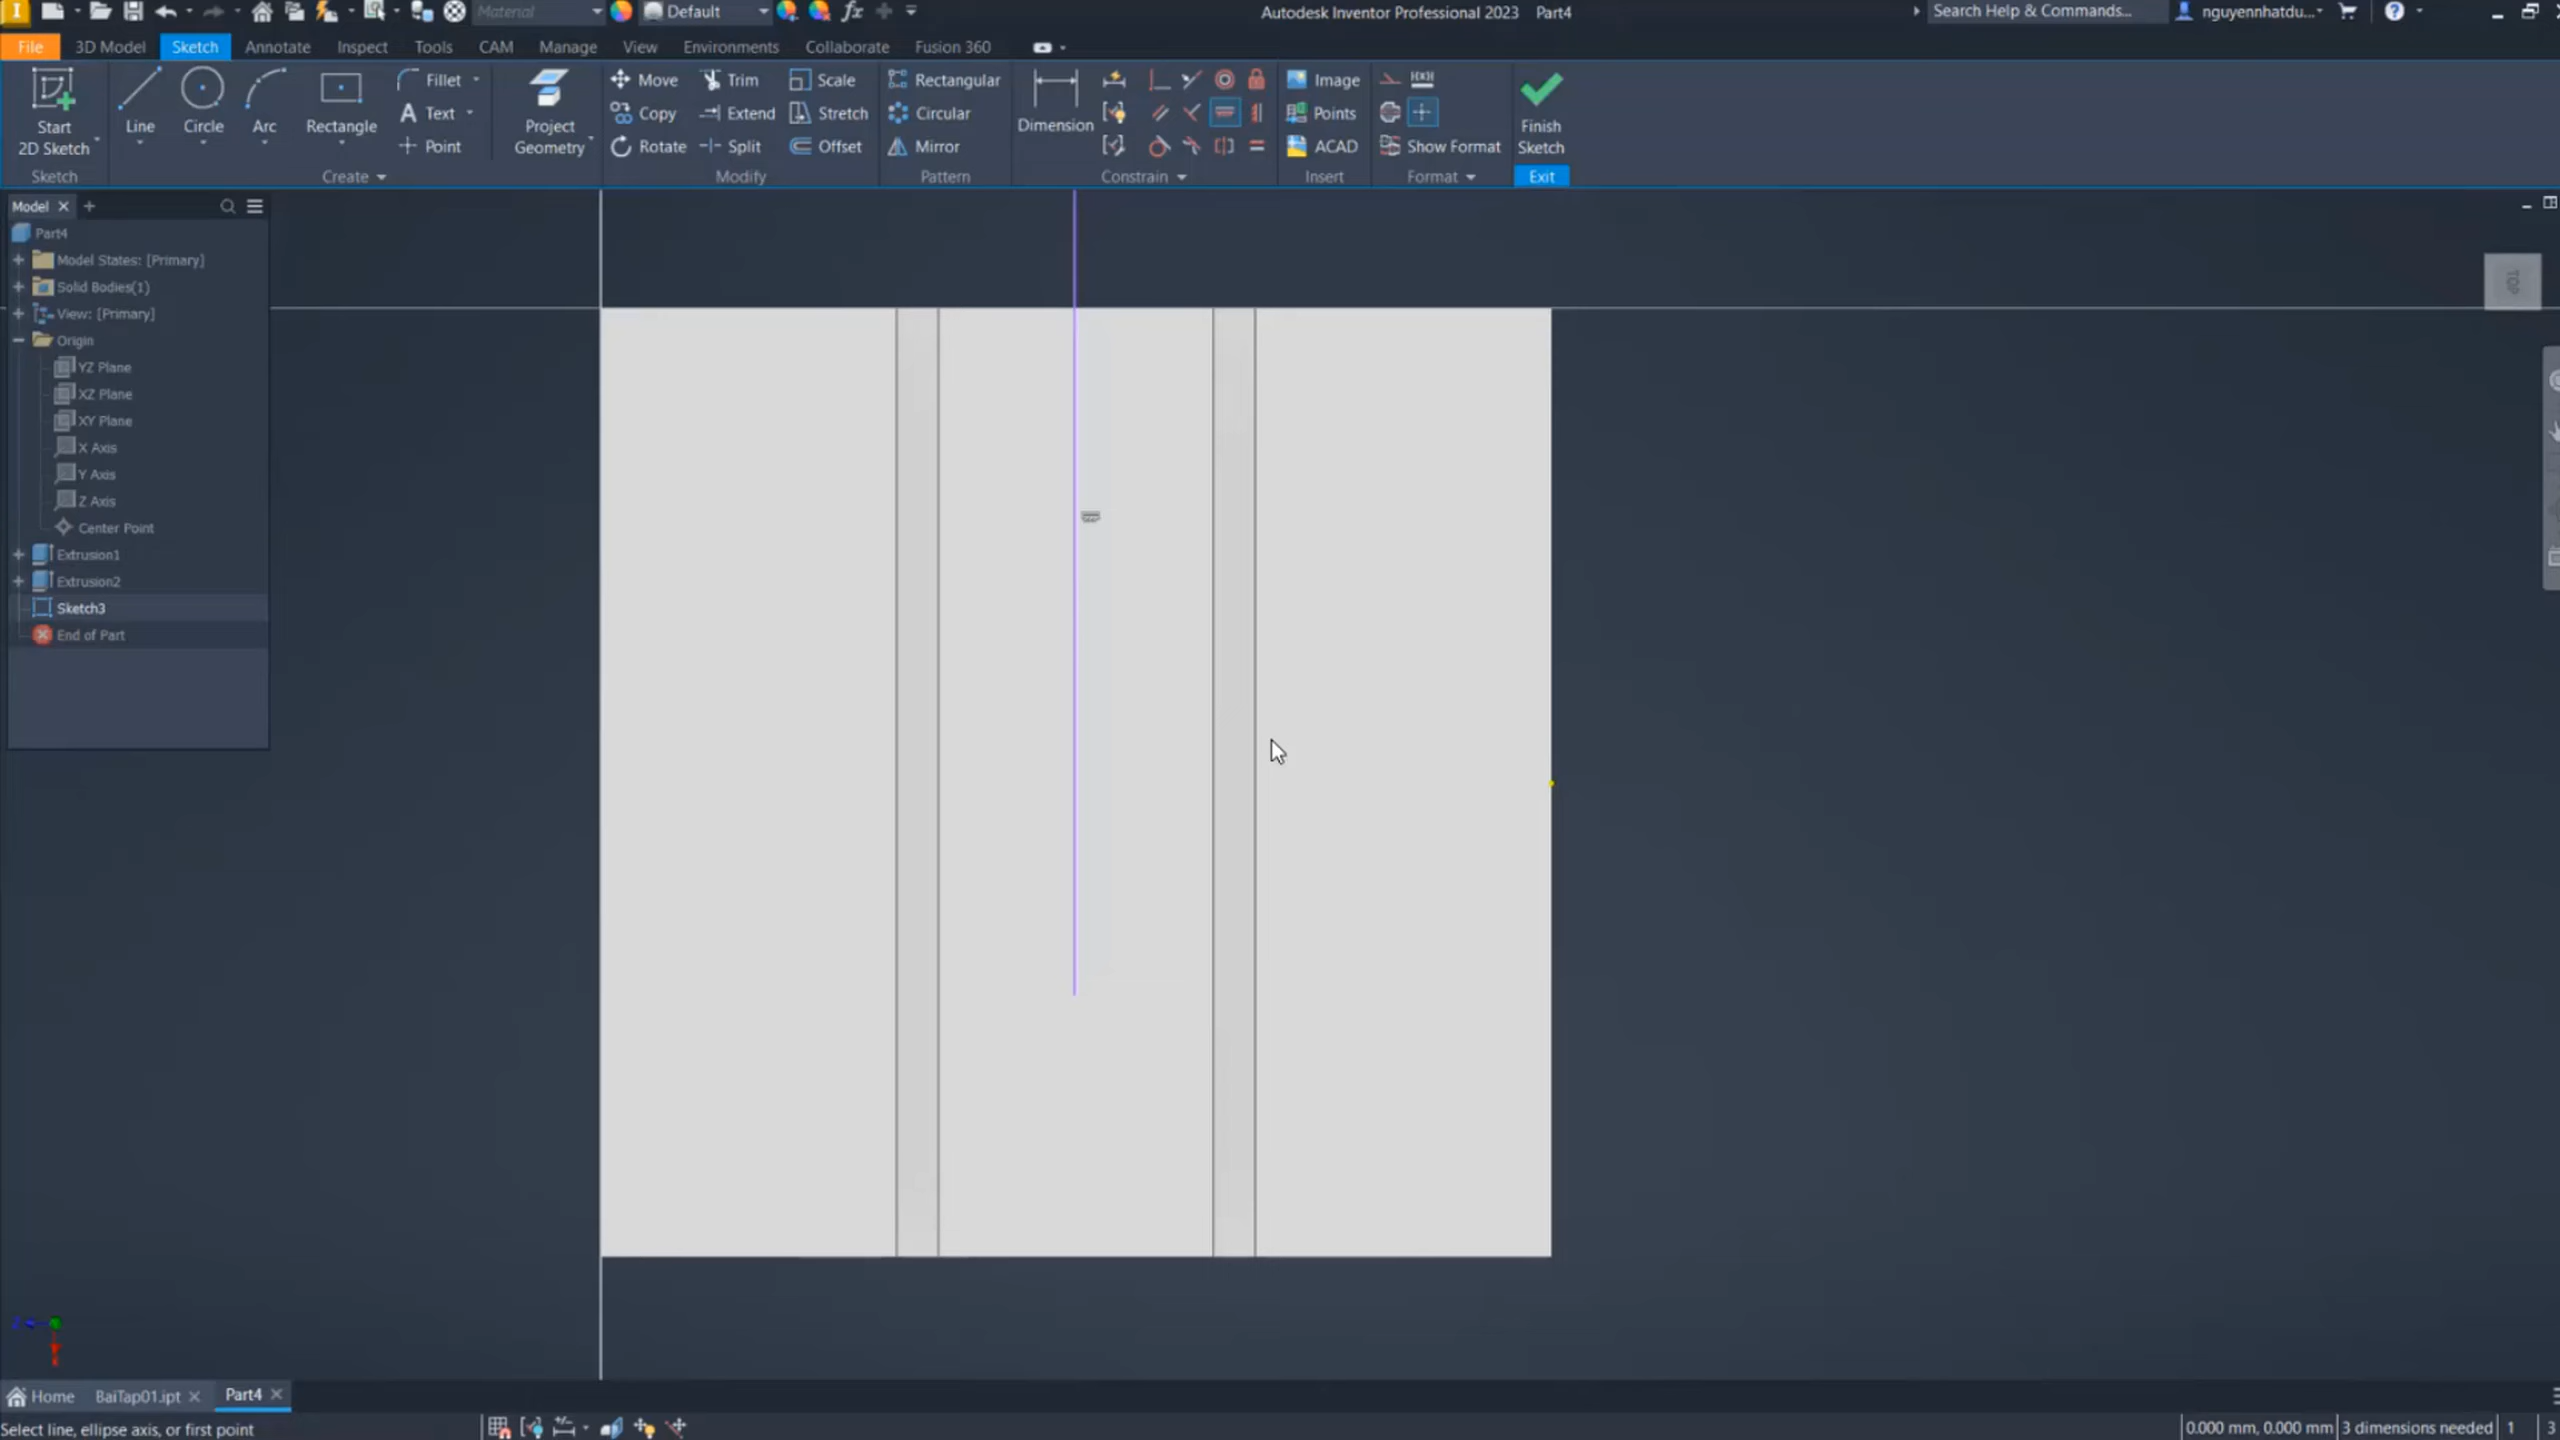 I Material Default fx Autodesk Inventor Professional 2023 Part4 Search Help & Commands... nguyennhatdu...
File 3D Model Sketch Annotate Inspect Tools CAM Manage View Environments Collaborate Fusion 360
Start 2D Sketch
Line
Circle
Arc
Rectangle
Fillet
Text
Point
Project Geometry
Move Trim Scale
Copy Extend Stretch
Rotate Split Offset
Rectangular
Circular
Mirror
Dimension
Image
Points
ACAD
Show Format
Finish Sketch
Sketch Create Modify Pattern Constrain Insert Format Exit
Model
Part4
Model States: [Primary]
Solid Bodies(1)
View: [Primary]
Origin
YZ Plane
XZ Plane
XY Plane
X Axis
Y Axis
Z Axis
Center Point
Extrusion1
Extrusion2
Sketch3
End of Part
TOP
Z
Home BaiTap01.ipt Part4
Select line, ellipse axis, or first point 0.000 mm, 0.000 mm 3 dimensions needed 1 3